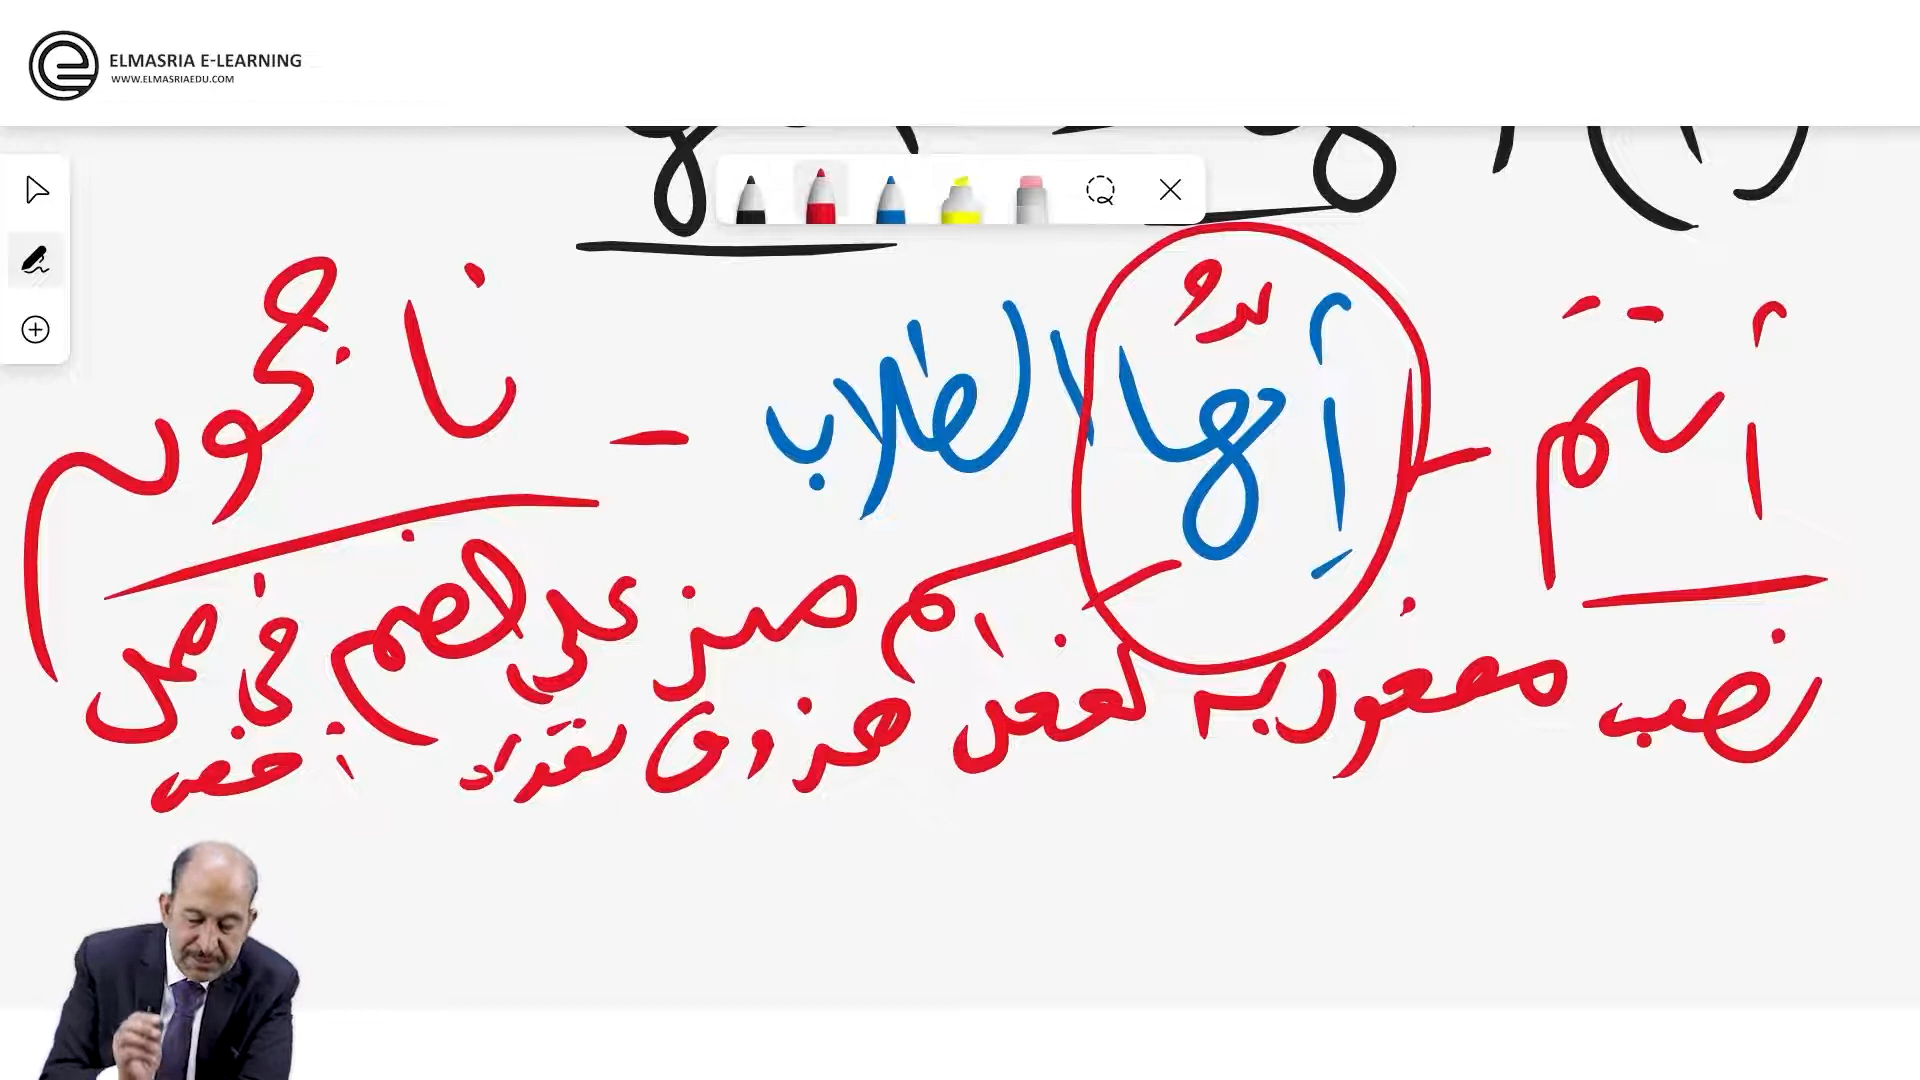 ELMASRIA E-LEARNING
WWW.ELMASRIAEDU.COM
أنتم - أيها الطلاب - ناجحون
اسم مبني على الضم في محل
نصب مفعول به لفعل محذوف تقديره أخص